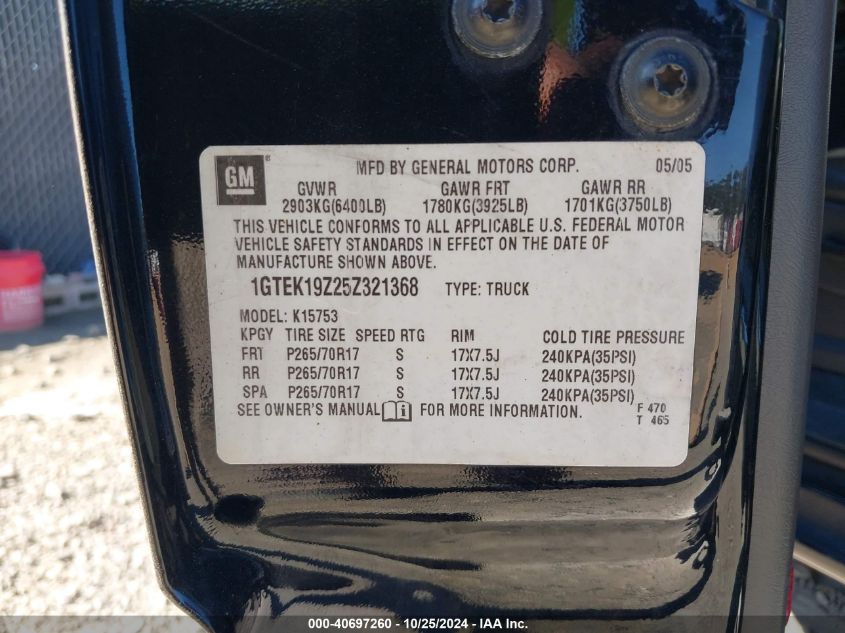 GM ®
MFD BY GENERAL MOTORS CORP. 05/05
GVWR GAWR FRT GAWR RR
2903KG(6400LB) 1780KG(3925LB) 1701KG(3750LB)
THIS VEHICLE CONFORMS TO ALL APPLICABLE U.S. FEDERAL MOTOR
VEHICLE SAFETY STANDARDS IN EFFECT ON THE DATE OF
MANUFACTURE SHOWN ABOVE.
1GTEK19Z25Z321368 TYPE: TRUCK
MODEL: K15753
KPGY TIRE SIZE SPEED RTG RIM COLD TIRE PRESSURE
FRT P265/70R17 S 17X7.5J 240KPA(35PSI)
RR P265/70R17 S 17X7.5J 240KPA(35PSI)
SPA P265/70R17 S 17X7.5J 240KPA(35PSI)
SEE OWNER'S MANUAL i FOR MORE INFORMATION.
F 470
T 465
000-40697260 - 10/25/2024 - IAA Inc.